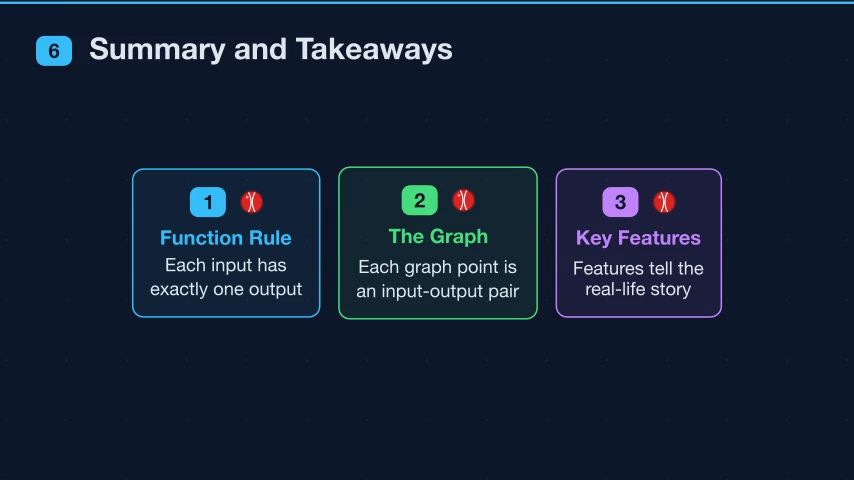 6 Summary and Takeaways
1
Function Rule
Each input has
exactly one output
2
The Graph
Each graph point is
an input-output pair
3
Key Features
Features tell the
real-life story